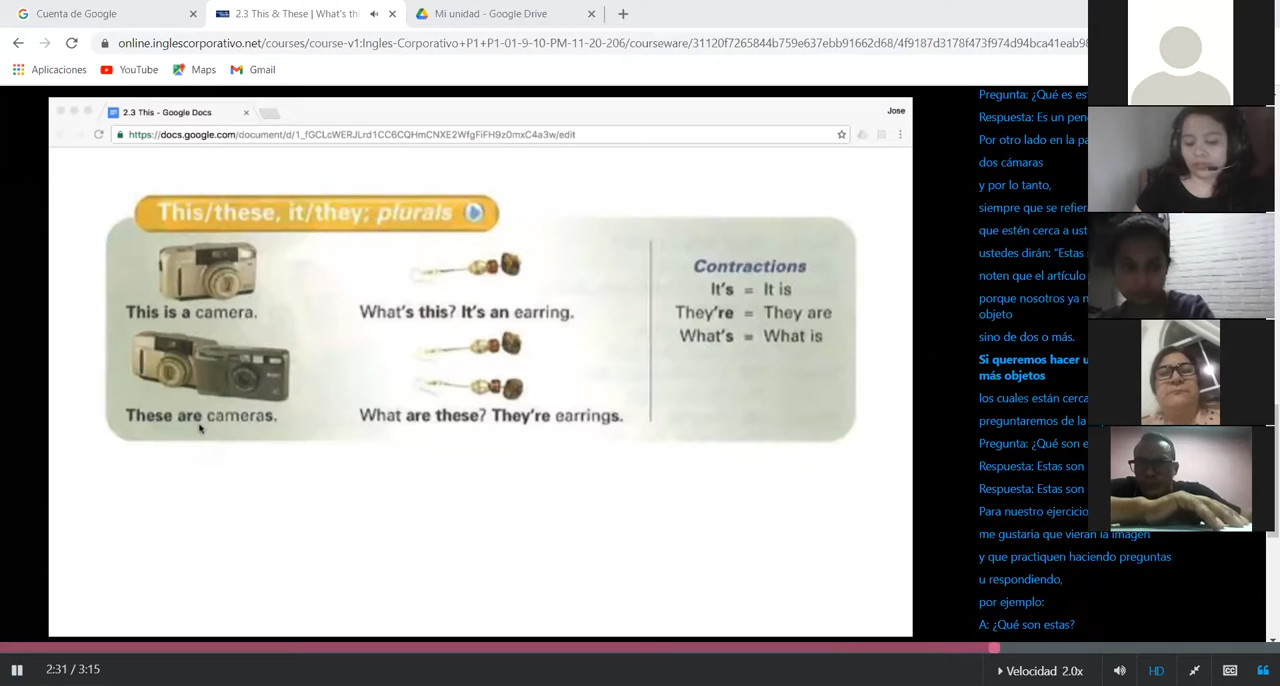 Cuenta de Google
2.3 This & These | What's thi
Mi unidad - Google Drive
online.inglescorporativo.net/courses/course-v1:Ingles-Corporativo+P1+P1-01-9-10-PM-11-20-206/courseware/31120f7265844b759e637ebb91662d68/4f9187d3178f473f974d94bca41eab98
Aplicaciones
YouTube
Maps
Gmail
2.3 This - Google Docs
Jose
https://docs.google.com/document/d/1_fGCLcWERJLrd1CC6CQHmCNXE2WfgFiFH9z0mxC4a3w/edit
This/these, it/they; plurals
This is a camera.
What's this? It's an earring.
These are cameras.
What are these? They're earrings.
Contractions
It's = It is
They're = They are
What's = What is
Pregunta: ¿Qué es es
Respuesta: Es un pen
Por otro lado en la pa
dos cámaras
y por lo tanto,
siempre que se refiera
que estén cerca a ust
ustedes dirán: "Estas
noten que el artículo
porque nosotros ya n
objeto
sino de dos o más.
Si queremos hacer u
más objetos
los cuales están cerca
preguntaremos de la
Pregunta: ¿Qué son e
Respuesta: Estas son
Respuesta: Estas son
Para nuestro ejercicio
me gustaria que vieran la imagen
y que practiquen haciendo preguntas
u respondiendo,
por ejemplo:
A: ¿Qué son estas?
2:31 / 3:15
Velocidad 2.0x
HD
CC